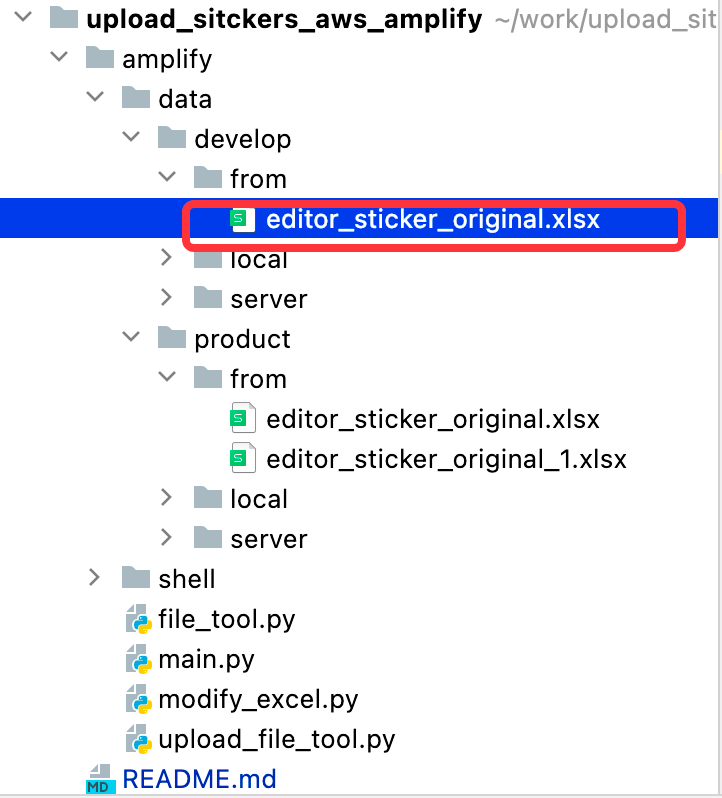 upload_sitckers_aws_amplify ~/work/upload_sit
amplify
data
develop
from
editor_sticker_original.xlsx
local
server
product
from
editor_sticker_original.xlsx
editor_sticker_original_1.xlsx
local
server
shell
file_tool.py
main.py
modify_excel.py
upload_file_tool.py
MD README.md